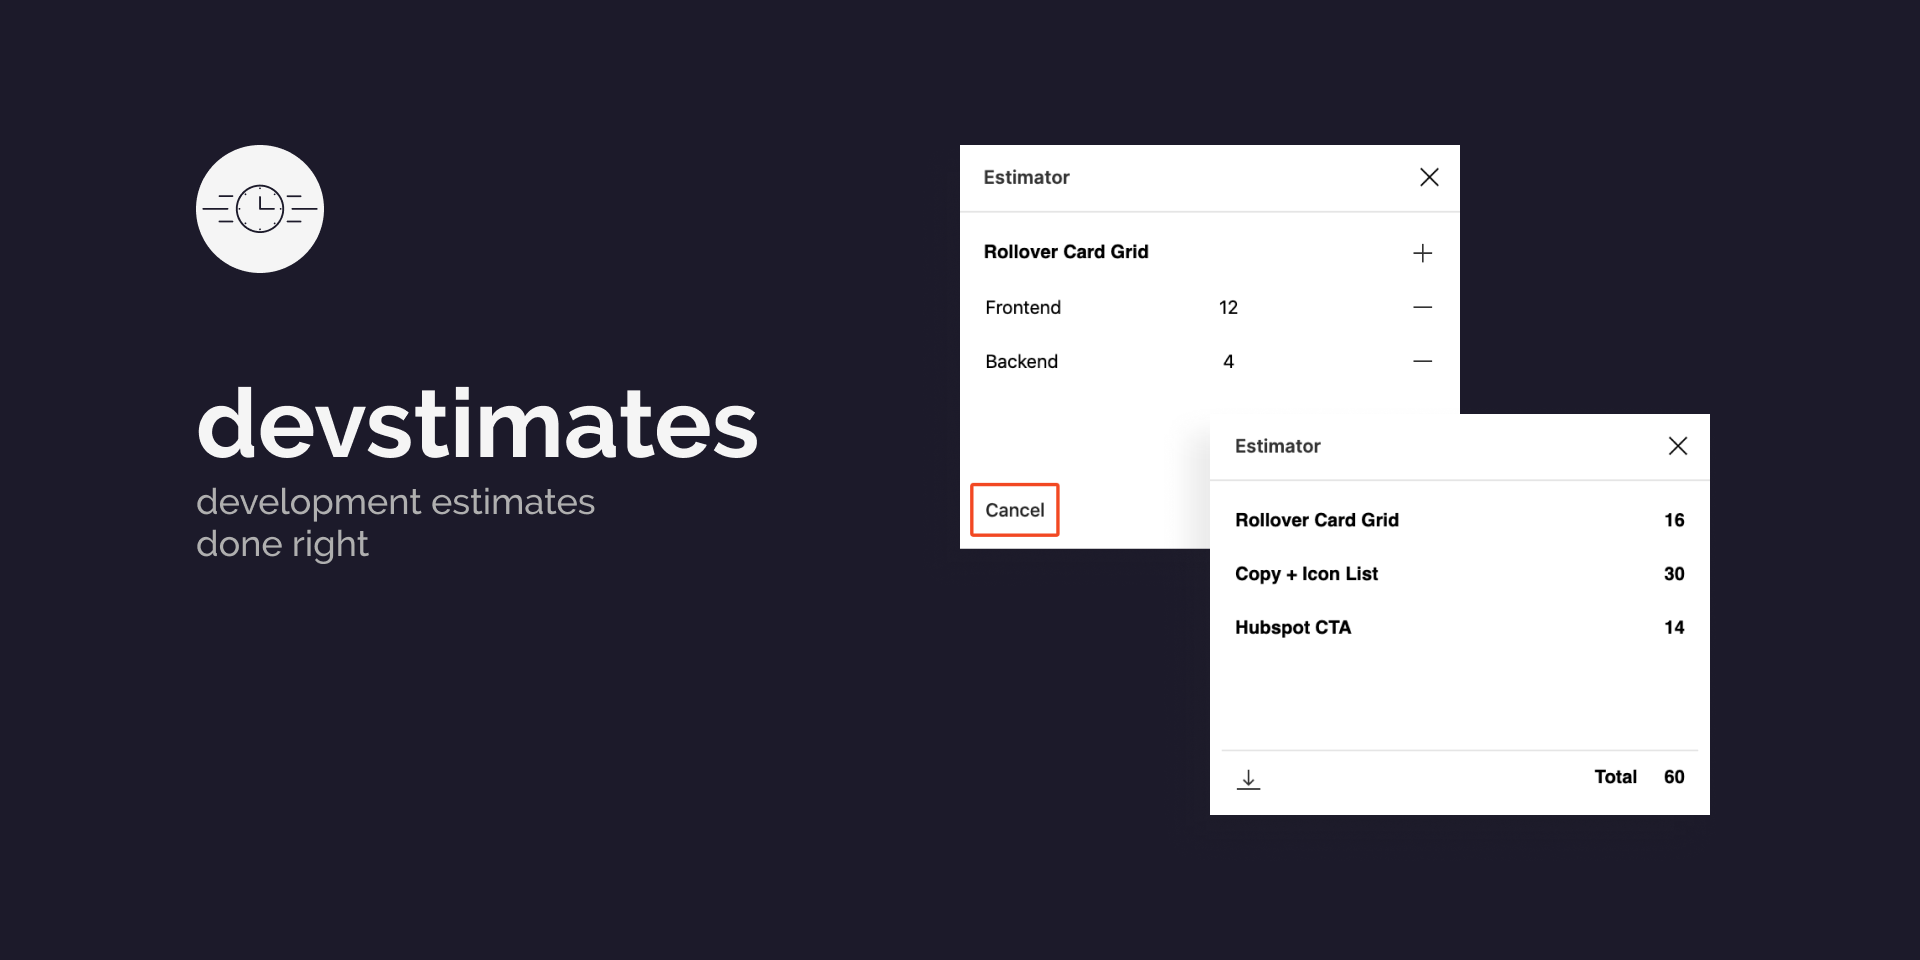 devstimates
development estimates
done right
Estimator
Rollover Card Grid
Frontend 12
Backend 4
Cancel
Estimator
Rollover Card Grid 16
Copy + Icon List 30
Hubspot CTA 14
Total 60